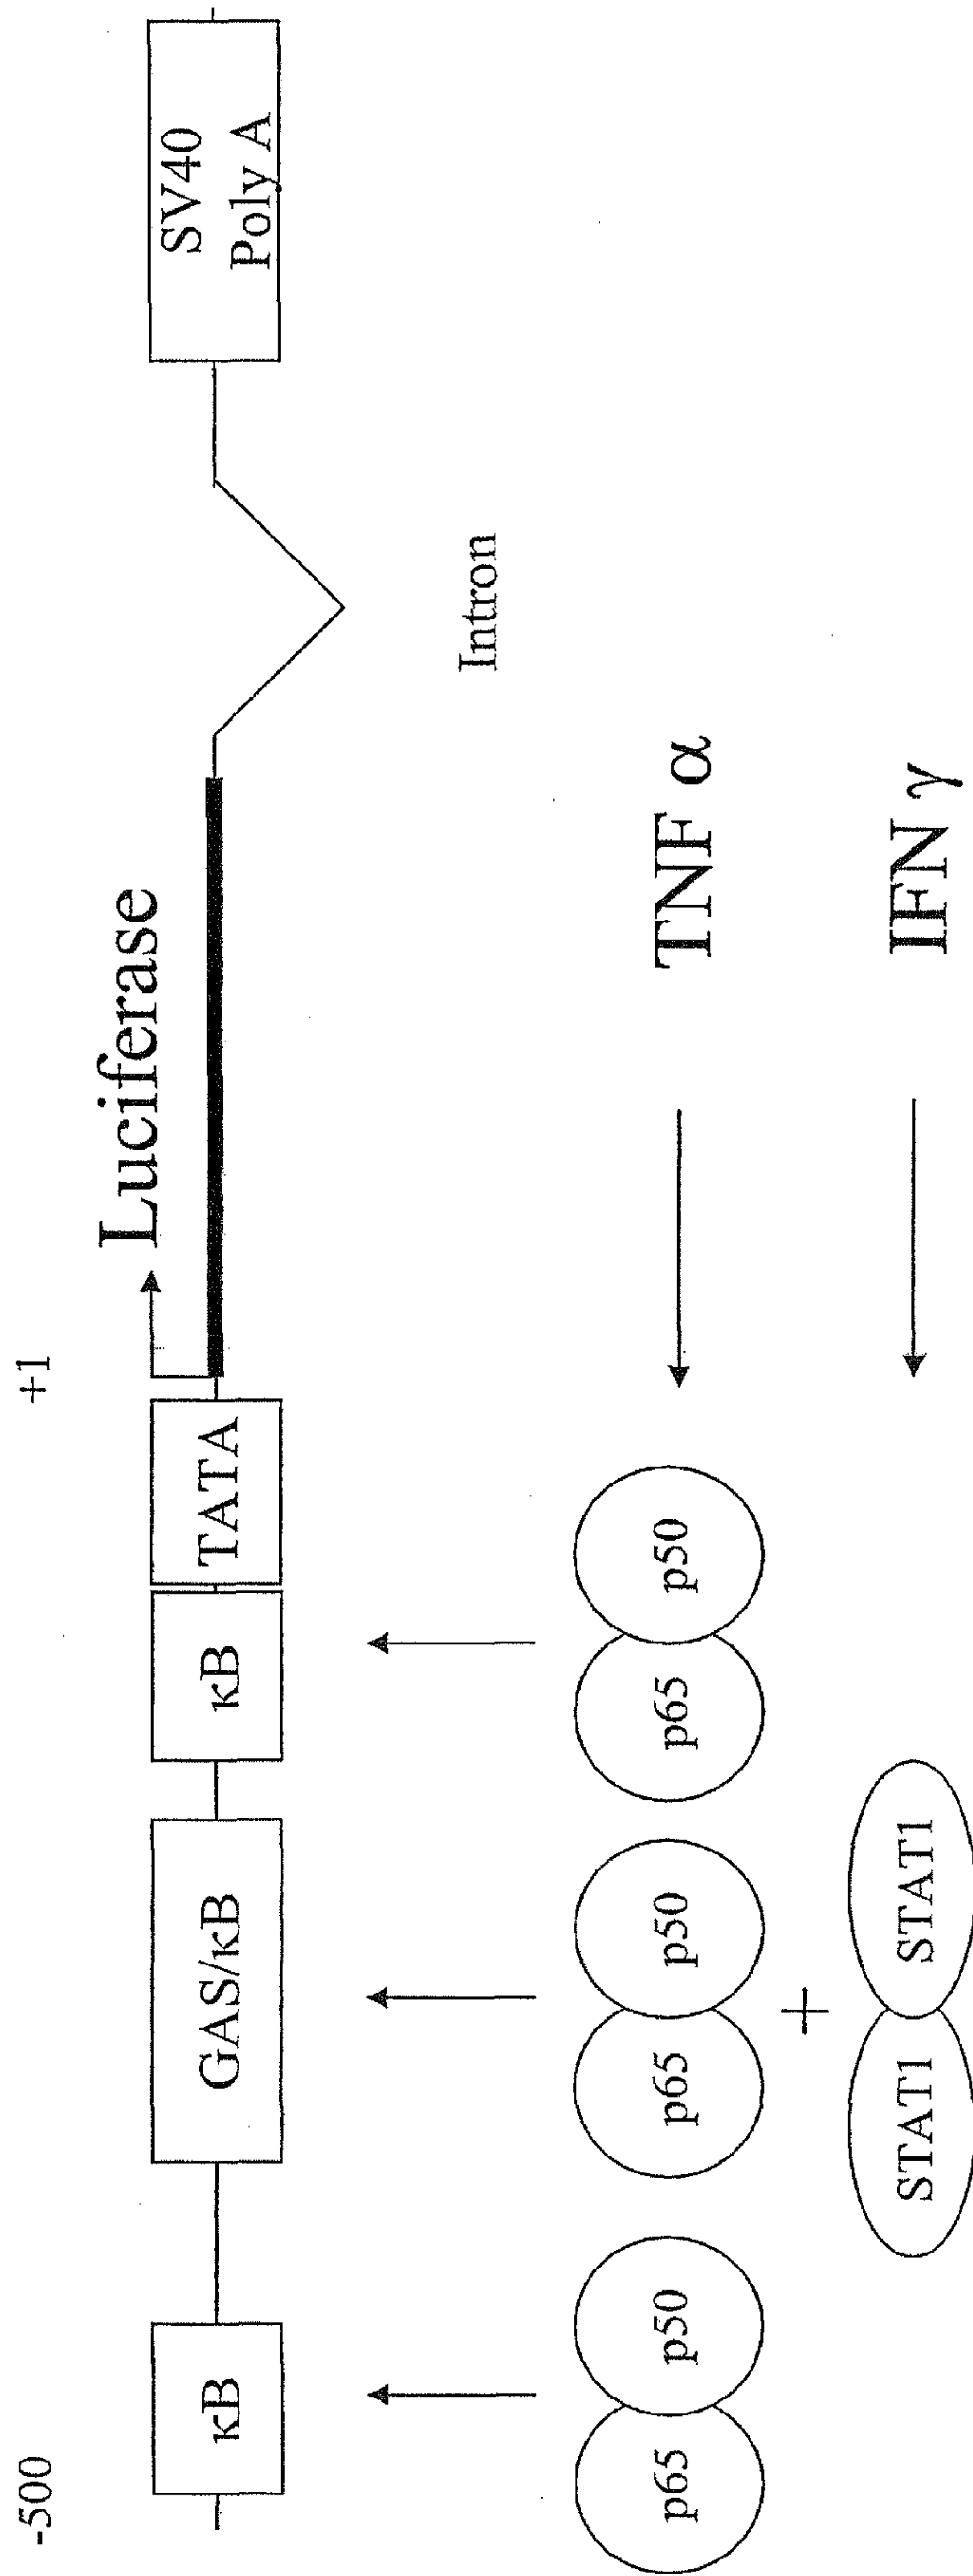 -500
+1
Luciferase
κB
GAS/κB
κB
TATA
SV40
Poly A
Intron
p65
p50
p65
p50
p65
p50
TNF α
+
STAT1
STAT1
IFN γ